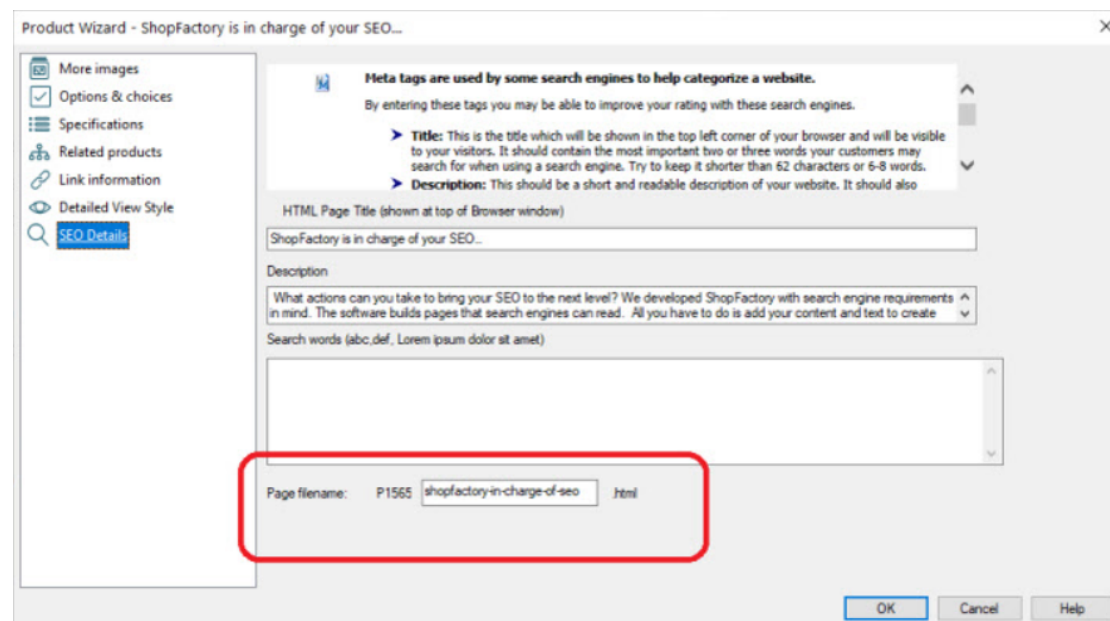 Product Wizard - ShopFactory is in charge of your SEO...
More images
Options & choices
Specifications
Related products
Link information
Detailed View Style
SEO Details
Meta tags are used by some search engines to help categorize a website.
By entering these tags you may be able to improve your rating with these search engines.
Title: This is the title which will be shown in the top left corner of your browser and will be visible
to your visitors. It should contain the most important two or three words your customers may
search for when using a search engine. Try to keep it shorter than 62 characters or 6-8 words.
Description: This should be a short and readable description of your website. It should also
HTML Page Title (shown at top of Browser window)
ShopFactory is in charge of your SEO...
Description
What actions can you take to bring your SEO to the next level? We developed ShopFactory with search engine requirements
in mind. The software builds pages that search engines can read. All you have to do is add your content and text to create
Search words (abc,def, Lorem ipsum dolor sit amet)
Page filename: P1565 shopfactory-in-charge-of-seo .html
OK Cancel Help